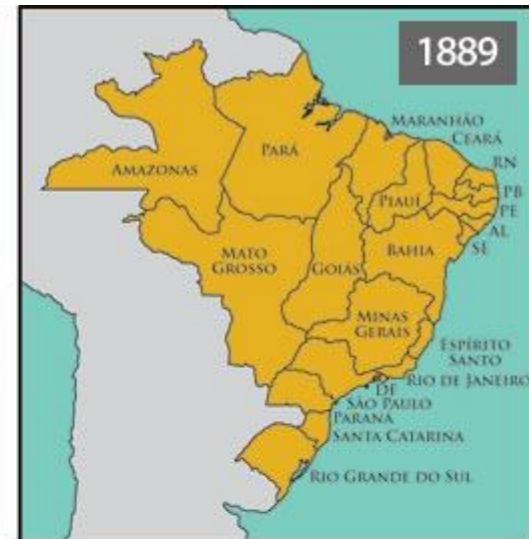 1889
MARANHÃO
CEARÁ
RN
PARÁ
AMAZONAS
PB
PIAUÍ
PE
AL
SE
BAHIA
MATO
GROSSO
GOIÁS
MINAS
GERAIS
ESPÍRITO
SANTO
RIO DE JANEIRO
DF
SÃO PAULO
PARANÁ
SANTA CATARINA
RIO GRANDE DO SUL